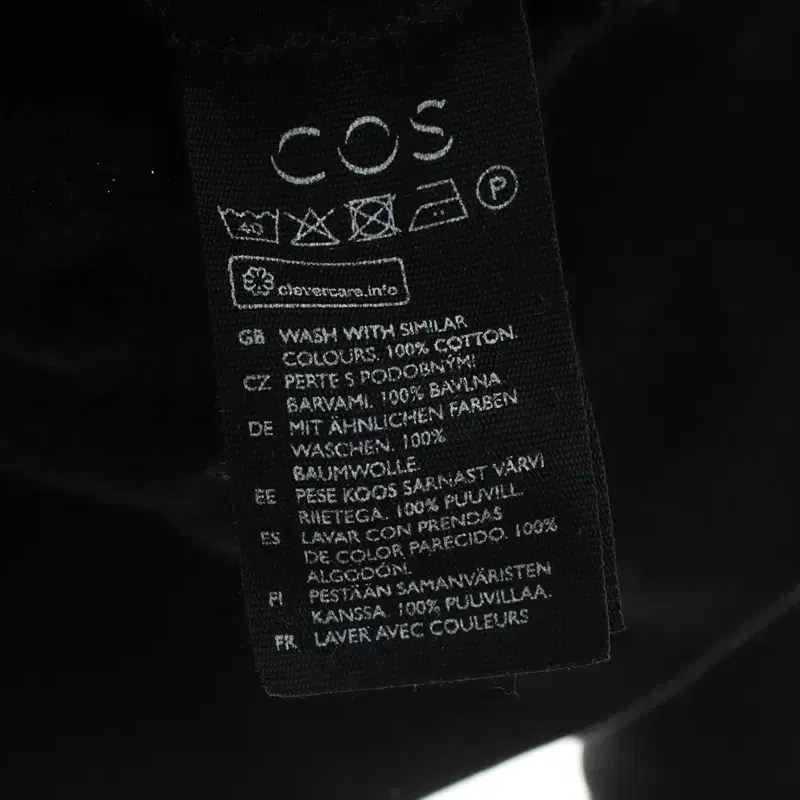 COS
40 P
clevercare.info
GB WASH WITH SIMILAR
COLOURS. 100% COTTON.
CZ PERTE S PODOBNÝMI
BARVAMI. 100% BAVLNA
DE MIT ÄHNLICHEN FARBEN
WASCHEN. 100%
BAUMWOLLE.
EE PESE KOOS SARNAST VÄRVI
RIIETEGA. 100% PUUVILL.
ES LAVAR CON PRENDAS
DE COLOR PARECIDO. 100%
ALGODÓN.
FI PESTÄÄN SAMANVÄRISTEN
KANSSA. 100% PUUVILLAA.
FR LAVER AVEC COULEURS